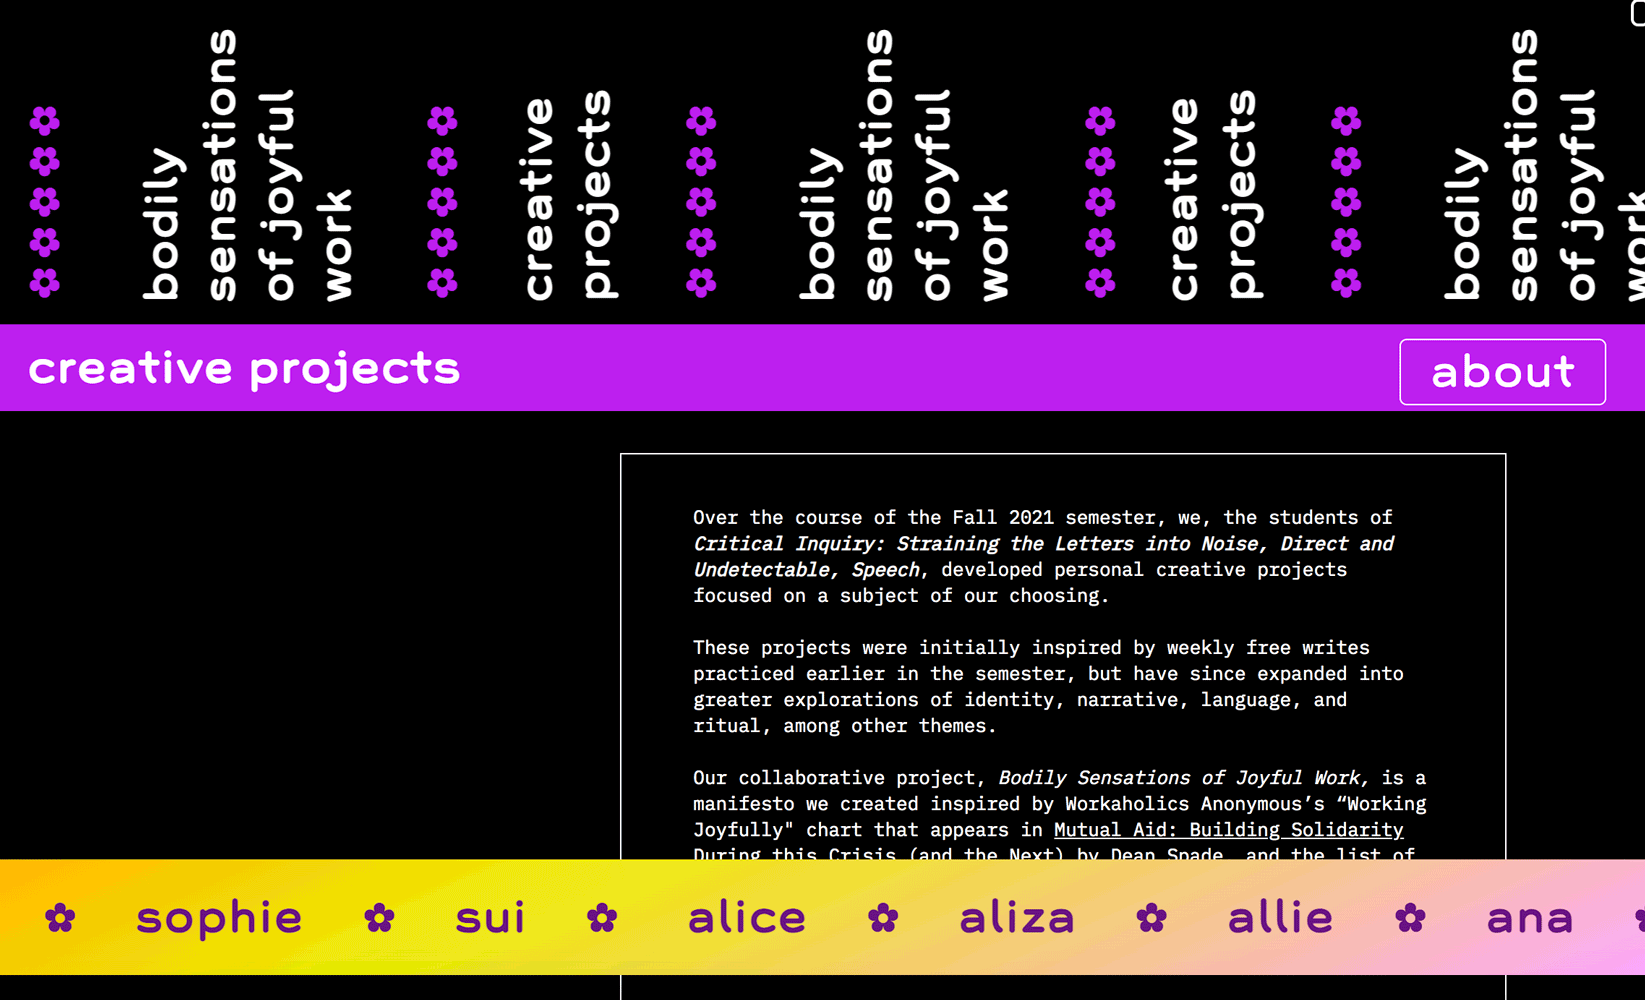 bodily
sensations
of joyful
work
creative
projects
bodily
sensations
of joyful
work
creative
projects
bodily
sensations
of joyful
work
creative projects
about
Over the course of the Fall 2021 semester, we, the students of
Critical Inquiry: Straining the Letters into Noise, Direct and
Undetectable, Speech, developed personal creative projects
focused on a subject of our choosing.
These projects were initially inspired by weekly free writes
practiced earlier in the semester, but have since expanded into
greater explorations of identity, narrative, language, and
ritual, among other themes.
Our collaborative project, Bodily Sensations of Joyful Work, is a
manifesto we created inspired by Workaholics Anonymous’s “Working
Joyfully" chart that appears in Mutual Aid: Building Solidarity
During this Crisis (and the Next) by Dean Spade, and the list of
sophie sui alice aliza allie ana